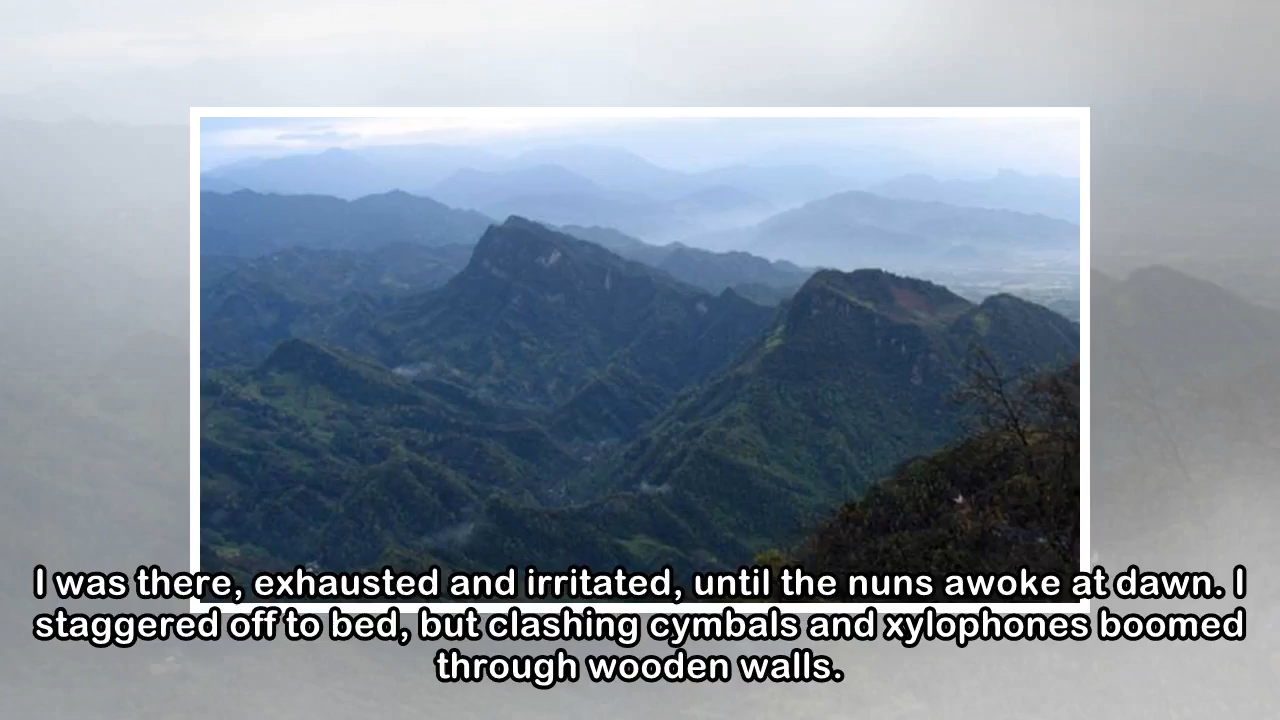 I was there, exhausted and irritated, until the nuns awoke at dawn. I
staggered off to bed, but clashing cymbals and xylophones boomed
through wooden walls.